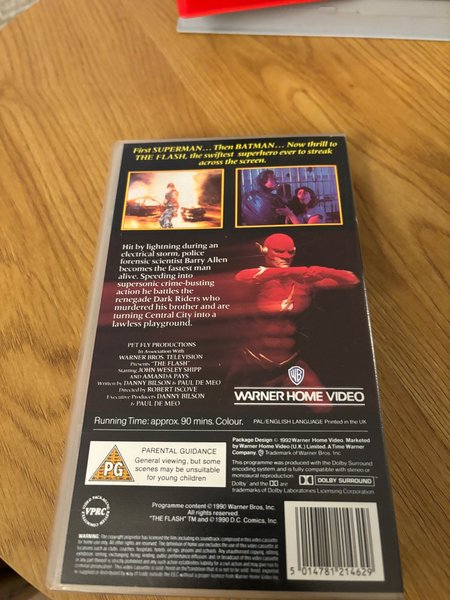 First SUPERMAN... Then BATMAN... Now thrill to
THE FLASH, the swiftest superhero ever to streak
across the screen.
Hit by lightning during an
electrical storm, police
forensic scientist Barry Allen
becomes the fastest man
alive. Speeding into
supersonic crime-busting
action he battles the
renegade Dark Riders who
murdered his brother and are
turning Central City into a
lawless playground.
PET FLY PRODUCTIONS
In Association With
WARNER BROS. TELEVISION
Presents "THE FLASH"
Starring JOHN WESLEY SHIPP
and AMANDA PAYS
Written by DANNY BILSON & PAUL DE MEO
Directed by ROBERT ISCOVE
Executive Producers DANNY BILSON
& PAUL DE MEO
WB
WARNER HOME VIDEO
Running Time: approx. 90 mins. Colour.
PAL/ENGLISH LANGUAGE Printed in the UK
PG
PARENTAL GUIDANCE
General viewing, but some
scenes may be unsuitable
for young children
Package Design © 1992 Warner Home Video. Marketed
by Warner Home Video (U.K.) Limited. A Time Warner
Company. Trademark of Warner Bros. Inc.
This programme was produced with the Dolby Surround
encoding system, and is fully compatible with stereo or
monaural reproduction
DOLBY SURROUND
Dolby and the are
trademarks of Dolby Laboratories Licensing Corporation
VPRC
Programme content © 1990 Warner Bros. Inc.
"THE FLASH" TM and © 1990 D.C. Comics, Inc.
WARNING:
5 014781 214629